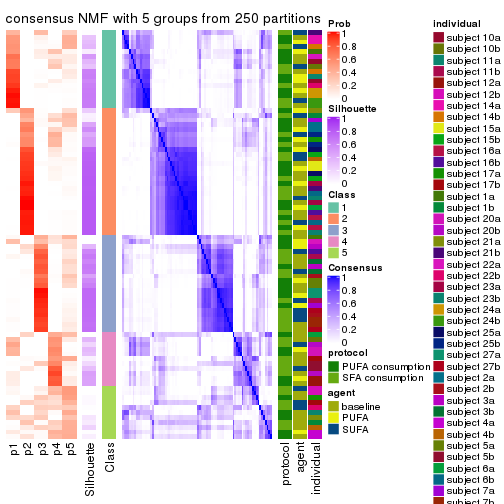 consensus NMF with 5 groups from 250 partitions
Prob
1
0.8
0.6
0.4
0.2
0
Silhouette
1
0.8
0.6
0.4
0.2
0
Class
1
2
3
4
5
Consensus
1
0.8
0.6
0.4
0.2
0
protocol
PUFA consumption
SFA consumption
agent
baseline
PUFA
SUFA
individual
subject 10a
subject 10b
subject 11a
subject 11b
subject 12a
subject 12b
subject 14a
subject 14b
subject 15a
subject 15b
subject 16a
subject 16b
subject 17a
subject 17b
subject 1a
subject 1b
subject 20a
subject 20b
subject 21a
subject 21b
subject 22a
subject 22b
subject 23a
subject 23b
subject 24a
subject 24b
subject 25a
subject 25b
subject 27a
subject 27b
subject 2a
subject 2b
subject 3a
subject 3b
subject 4a
subject 4b
subject 5a
subject 5b
subject 6a
subject 6b
subject 7a
subject 7b
p1
p2
p3
p4
p5
Silhouette
Class
protocol
agent
individual